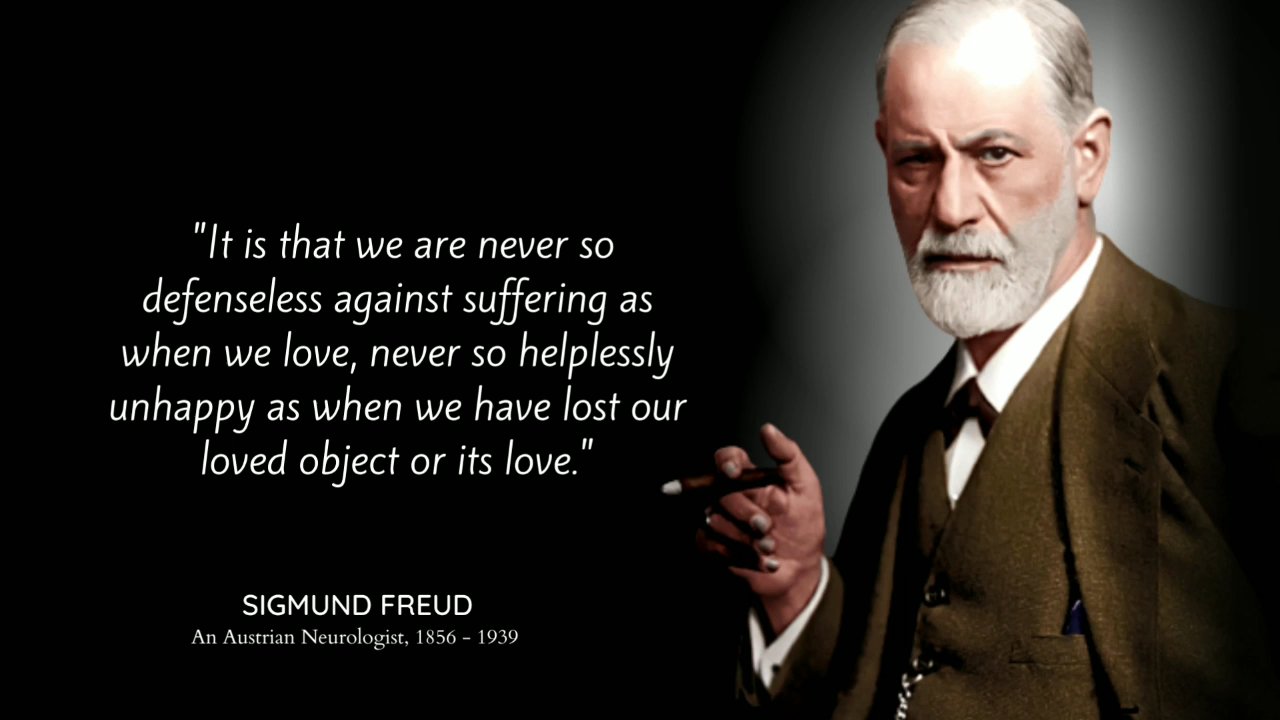 "It is that we are never so
defenseless against suffering as
when we love, never so helplessly
unhappy as when we have lost our
loved object or its love."
SIGMUND FREUD
An Austrian Neurologist, 1856 - 1939